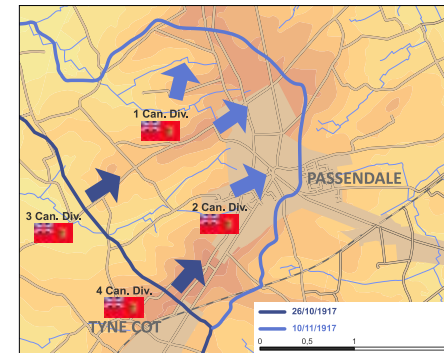 1 Can. Div.
PASSENDALE
2 Can. Div.
3 Can. Div.
4 Can. Div.
TYNE COT
26/10/1917
10/11/1917
0 0,5 1